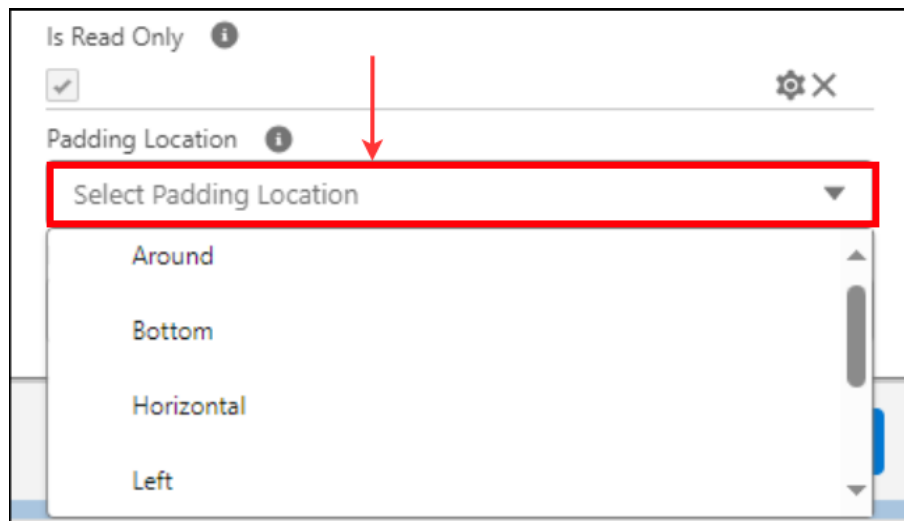 Is Read Only
Padding Location
Select Padding Location
Around
Bottom
Horizontal
Left